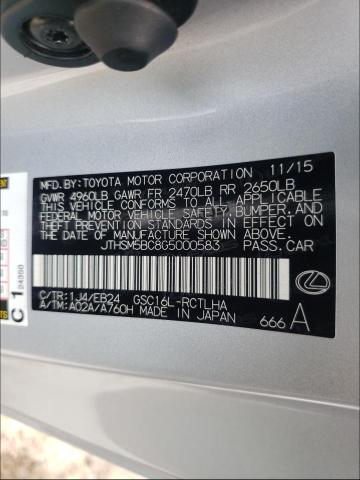 MFD.BY:TOYOTA MOTOR CORPORATION 11/15
GVWR 4960LB GAWR FR 2470LB RR 2650LB
THIS VEHICLE CONFORMS TO ALL APPLICABLE
FEDERAL MOTOR VEHICLE SAFETY, BUMPER, AND
THEFT PREVENTION STANDARDS IN EFFECT ON
THE DATE OF MANUFACTURE SHOWN ABOVE.
JTHSM5BC8G5000583 PASS.CAR
C/TR:1J4/EB24 GSC16L-RCTLHA
A/TM:A02A/A760H MADE IN JAPAN
666 A
C 1
24360